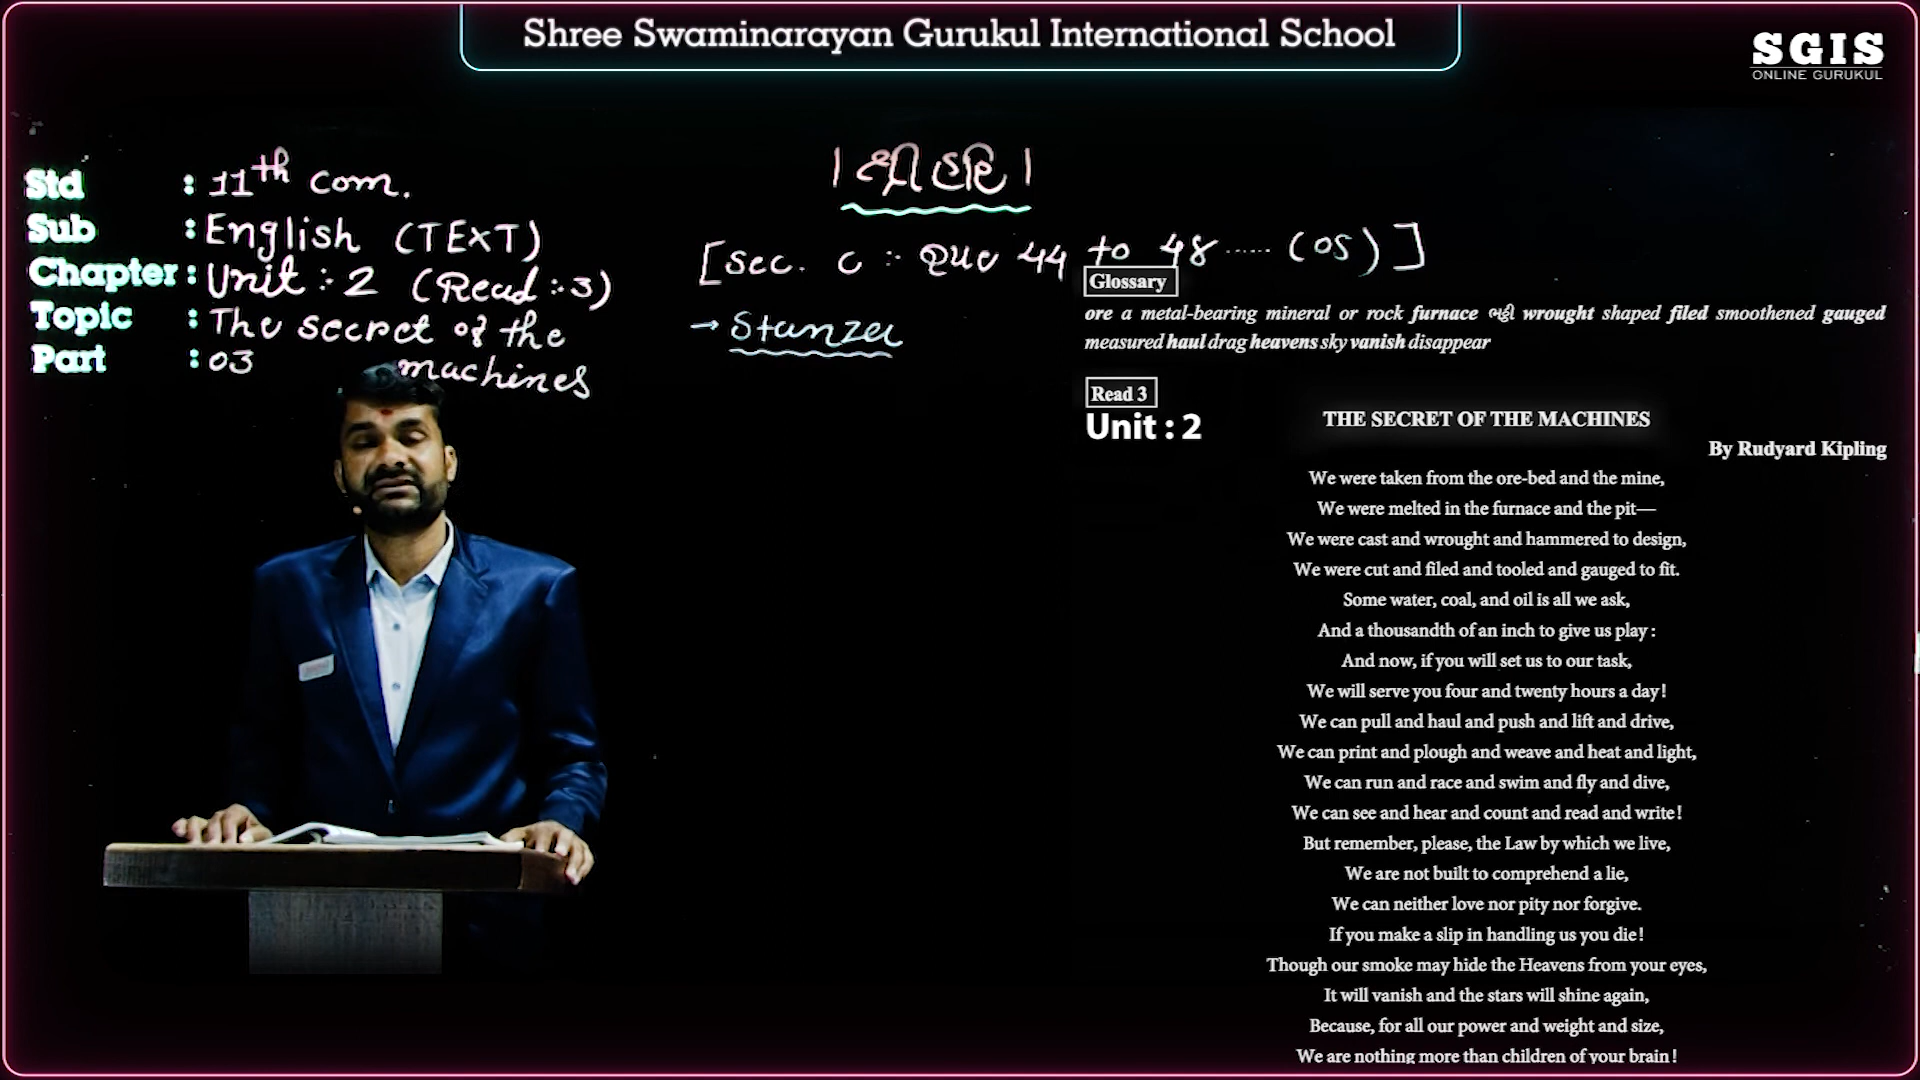 Shree Swaminarayan Gurukul International School
SGIS
ONLINE GURUKUL
| શ્રી હરિ |
Std : 11th com.
Sub : English (TEXT)
Chapter : Unit : 2 (Read : 3)
Topic : The secret of the machines
Part : 03
[Sec. C : Que 44 to 48 ...... (05)]
→ Stanza
Glossary
ore a metal-bearing mineral or rock furnace ભઠ્ઠી wrought shaped filed smoothened gauged
measured haul drag heavens sky vanish disappear
Read 3
Unit : 2
THE SECRET OF THE MACHINES
By Rudyard Kipling
We were taken from the ore-bed and the mine,
We were melted in the furnace and the pit—
We were cast and wrought and hammered to design,
We were cut and filed and tooled and gauged to fit.
Some water, coal, and oil is all we ask,
And a thousandth of an inch to give us play :
And now, if you will set us to our task,
We will serve you four and twenty hours a day !
We can pull and haul and push and lift and drive,
We can print and plough and weave and heat and light,
We can run and race and swim and fly and dive,
We can see and hear and count and read and write !
But remember, please, the Law by which we live,
We are not built to comprehend a lie,
We can neither love nor pity nor forgive.
If you make a slip in handling us you die !
Though our smoke may hide the Heavens from your eyes,
It will vanish and the stars will shine again,
Because, for all our power and weight and size,
We are nothing more than children of your brain !